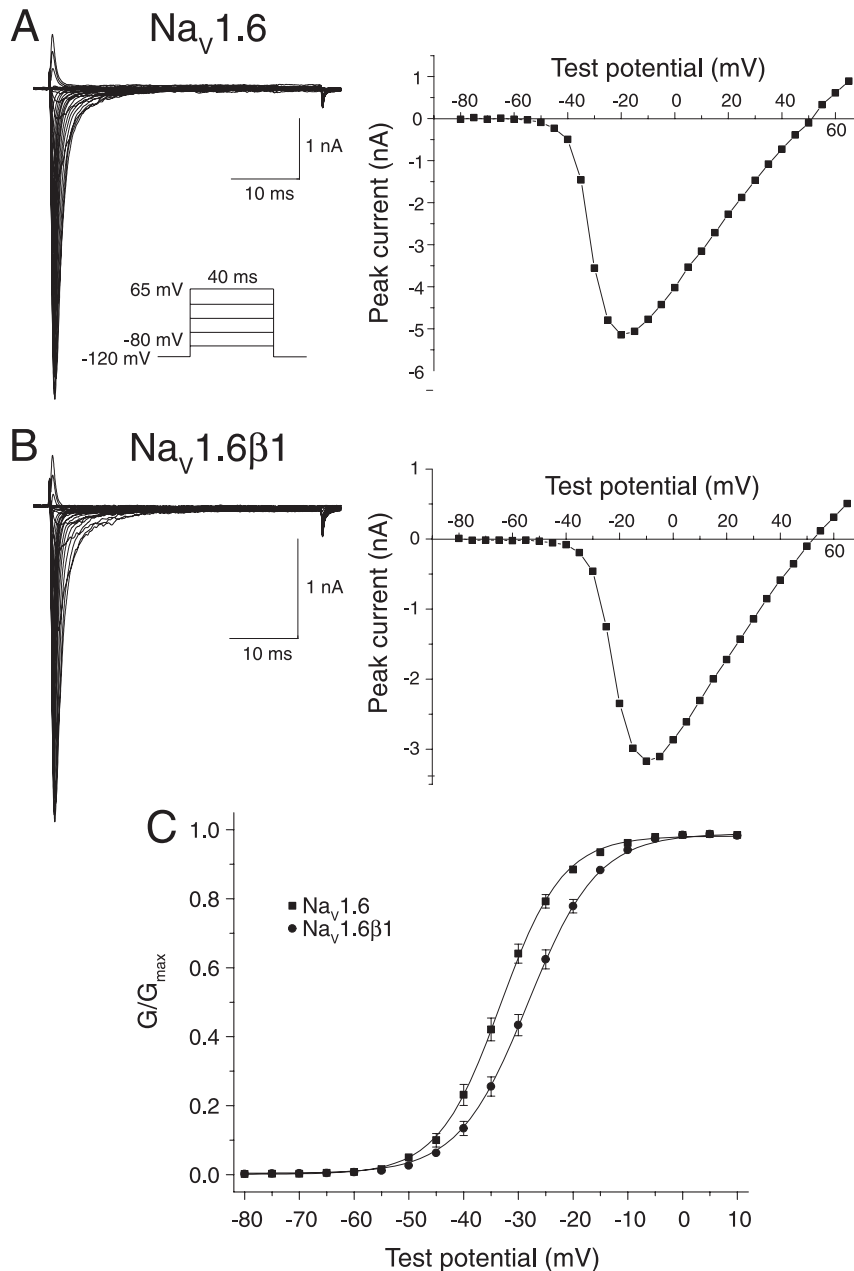 A
Naᵥ1.6
1 nA
10 ms
40 ms
65 mV
-80 mV
-120 mV
Test potential (mV)
Peak current (nA)
1
0
-1
-2
-3
-4
-5
-6
-80 -60 -40 -20 0 20 40 60
B
Naᵥ1.6β1
1 nA
10 ms
Test potential (mV)
Peak current (nA)
1
0
-1
-2
-3
-80 -60 -40 -20 0 20 40 60
C
Naᵥ1.6
Naᵥ1.6β1
G/Gmax
1.0
0.8
0.6
0.4
0.2
0.0
-80 -70 -60 -50 -40 -30 -20 -10 0 10
Test potential (mV)